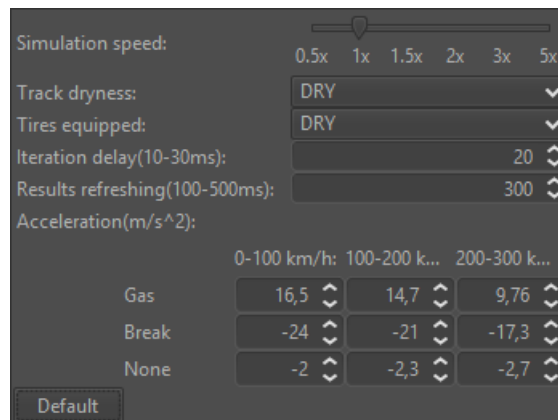 Simulation speed:
0.5x 1x 1.5x 2x 3x 5x
Track dryness: DRY
Tires equipped: DRY
Iteration delay(10-30ms): 20
Results refreshing(100-500ms): 300
Acceleration(m/s^2):
0-100 km/h: 100-200 k... 200-300 k...
Gas 16,5 14,7 9,76
Break -24 -21 -17,3
None -2 -2,3 -2,7
Default